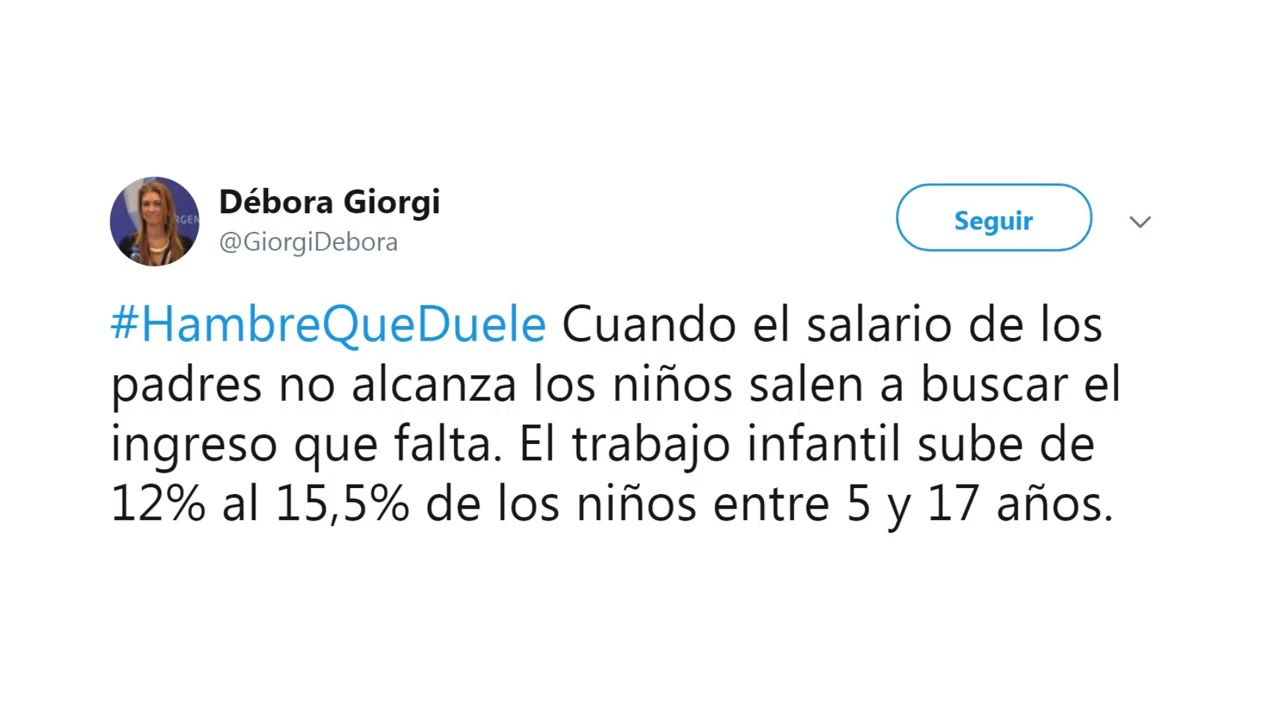 Débora Giorgi
@GiorgiDebora
Seguir
#HambreQueDuele Cuando el salario de los
padres no alcanza los niños salen a buscar el
ingreso que falta. El trabajo infantil sube de
12% al 15,5% de los niños entre 5 y 17 años.